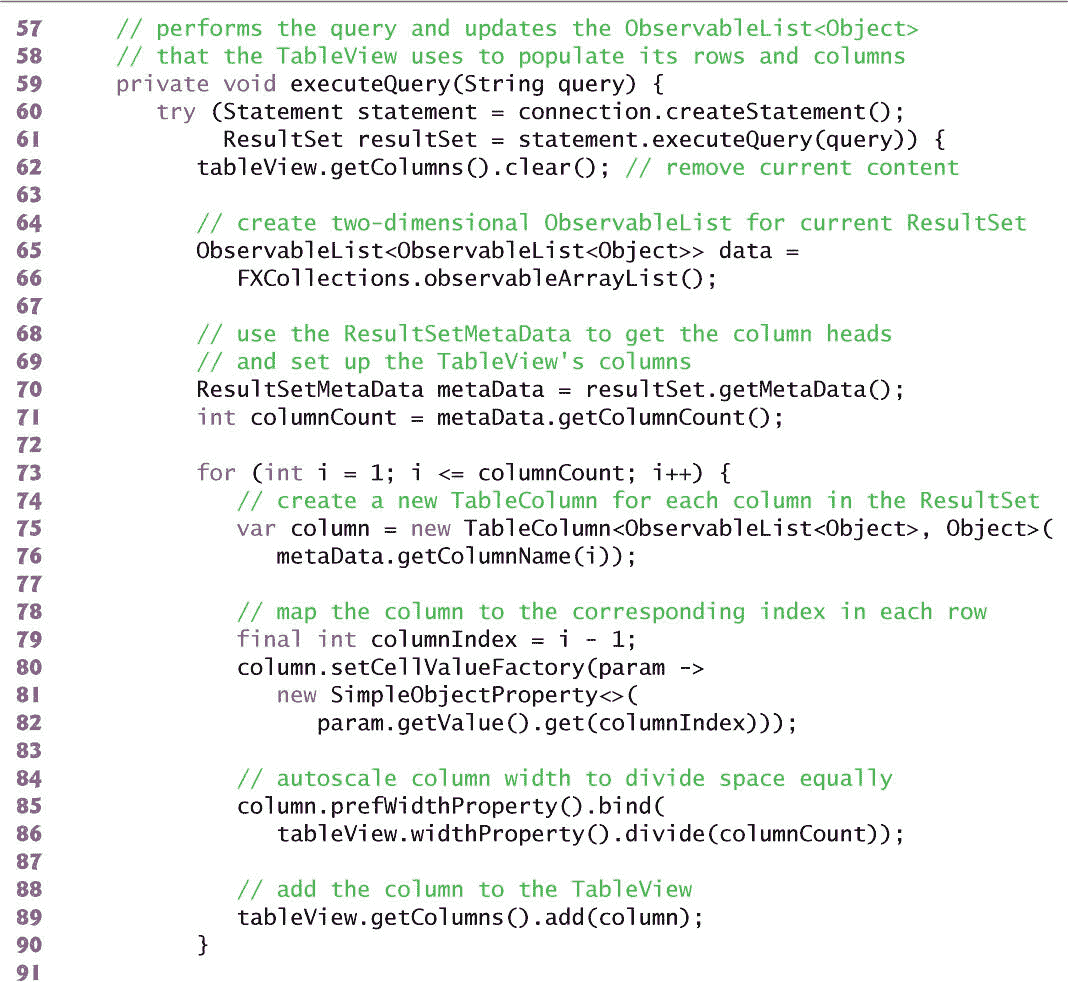 57 // performs the query and updates the ObservableList<Object>
58 // that the TableView uses to populate its rows and columns
59 private void executeQuery(String query) {
60 try (Statement statement = connection.createStatement();
61 ResultSet resultSet = statement.executeQuery(query)) {
62 tableView.getColumns().clear(); // remove current content
63
64 // create two-dimensional ObservableList for current ResultSet
65 ObservableList<ObservableList<Object>> data =
66 FXCollections.observableArrayList();
67
68 // use the ResultSetMetaData to get the column heads
69 // and set up the TableView's columns
70 ResultSetMetaData metaData = resultSet.getMetaData();
71 int columnCount = metaData.getColumnCount();
72
73 for (int i = 1; i <= columnCount; i++) {
74 // create a new TableColumn for each column in the ResultSet
75 var column = new TableColumn<ObservableList<Object>, Object>(
76 metaData.getColumnName(i));
77
78 // map the column to the corresponding index in each row
79 final int columnIndex = i - 1;
80 column.setCellValueFactory(param ->
81 new SimpleObjectProperty<>(
82 param.getValue().get(columnIndex)));
83
84 // autoscale column width to divide space equally
85 column.prefWidthProperty().bind(
86 tableView.widthProperty().divide(columnCount));
87
88 // add the column to the TableView
89 tableView.getColumns().add(column);
90 }
91